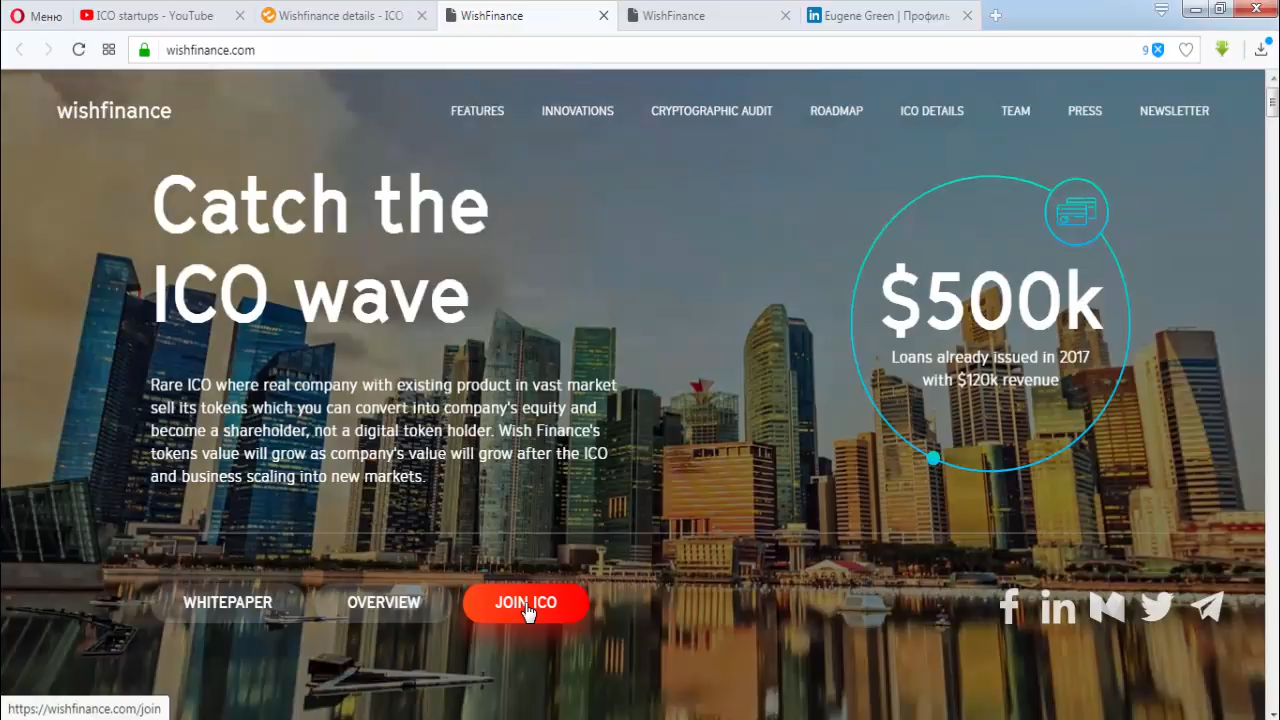 Меню
ICO startups - YouTube
Wishfinance details - ICO
WishFinance
WishFinance
Eugene Green | Профиль
wishfinance.com
9
wishfinance
FEATURES
INNOVATIONS
CRYPTOGRAPHIC AUDIT
ROADMAP
ICO DETAILS
TEAM
PRESS
NEWSLETTER
Catch the
ICO wave
$500k
Loans already issued in 2017
with $120k revenue
Rare ICO where real company with existing product in vast market
sell its tokens which you can convert into company's equity and
become a shareholder, not a digital token holder. Wish Finance's
tokens value will grow as company's value will grow after the ICO
and business scaling into new markets.
WHITEPAPER
OVERVIEW
JOIN ICO
https://wishfinance.com/join